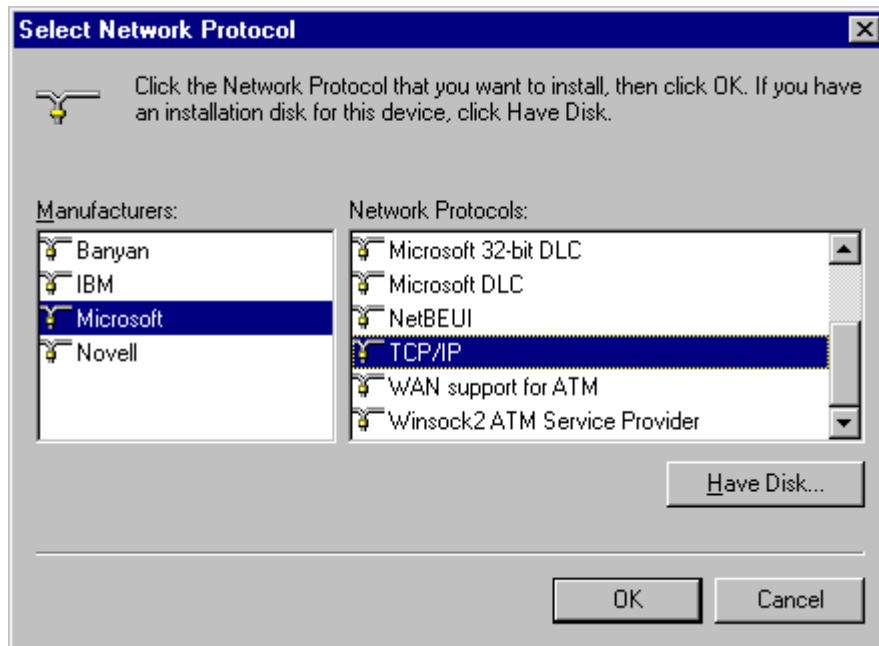 Select Network Protocol
Click the Network Protocol that you want to install, then click OK. If you have
an installation disk for this device, click Have Disk.
Manufacturers:
Banyan
IBM
Microsoft
Novell
Network Protocols:
Microsoft 32-bit DLC
Microsoft DLC
NetBEUI
TCP/IP
WAN support for ATM
Winsock2 ATM Service Provider
Have Disk...
OK
Cancel